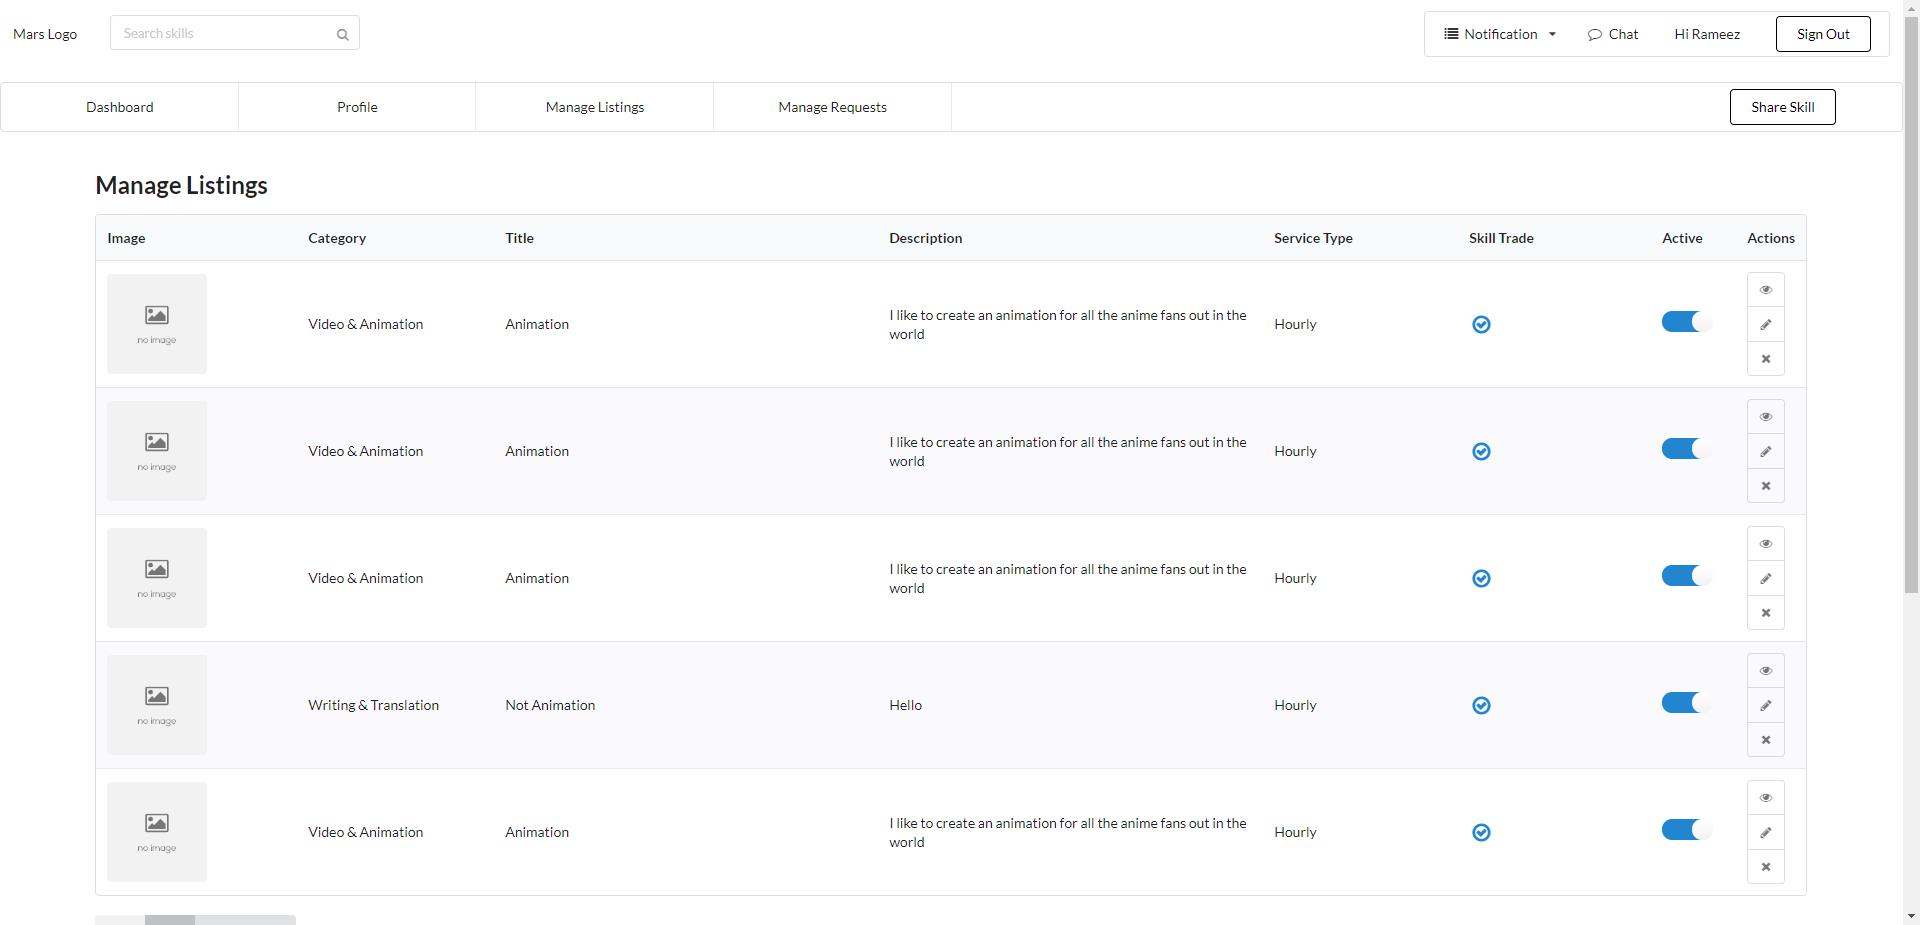 Mars Logo
Search skills
Notification
Chat
Hi Rameez
Sign Out
Dashboard
Profile
Manage Listings
Manage Requests
Share Skill
Manage Listings
Image Category Title Description Service Type Skill Trade Active Actions
no image
Video & Animation
Animation
I like to create an animation for all the anime fans out in the
world
Hourly
no image
Video & Animation
Animation
I like to create an animation for all the anime fans out in the
world
Hourly
no image
Video & Animation
Animation
I like to create an animation for all the anime fans out in the
world
Hourly
no image
Writing & Translation
Not Animation
Hello
Hourly
no image
Video & Animation
Animation
I like to create an animation for all the anime fans out in the
world
Hourly